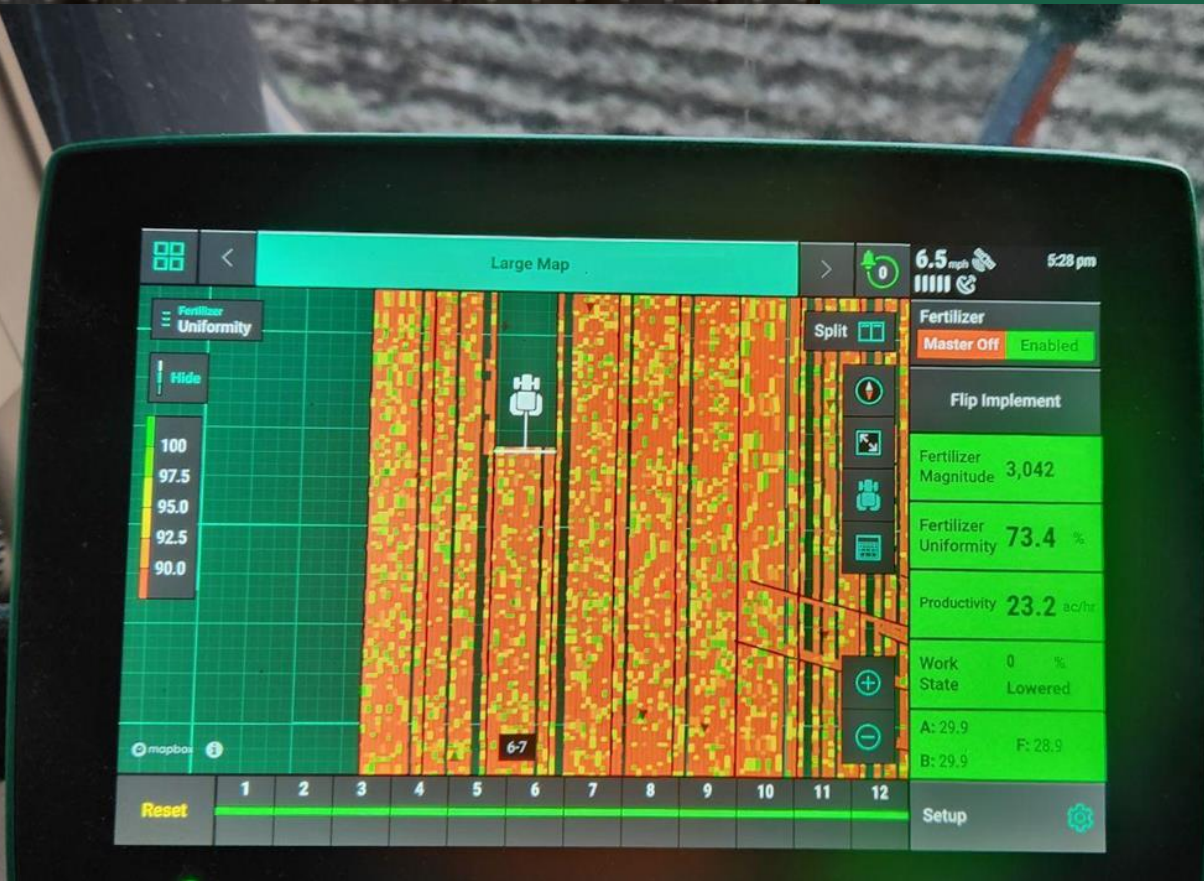 Large Map
0
6.5 mph
5:28 pm
Fertilizer
Uniformity
Hide
100
97.5
95.0
92.5
90.0
Split
Fertilizer
Master Off Enabled
Flip Implement
Fertilizer
Magnitude 3,042
Fertilizer
Uniformity 73.4 %
Productivity 23.2 ac/hr
Work
State
0 %
Lowered
A: 29.9
B: 29.9
F: 28.9
6-7
mapbox
Reset
1 2 3 4 5 6 7 8 9 10 11 12
Setup